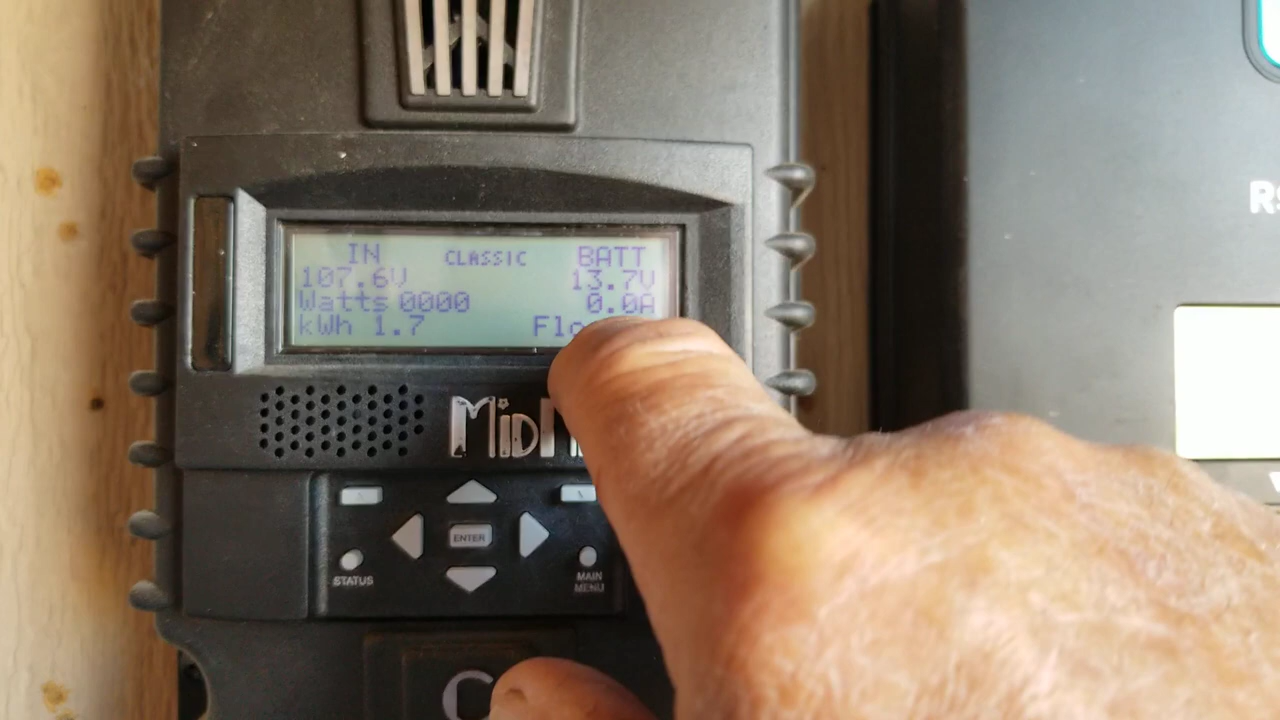 IN CLASSIC BATT
107.6V 13.7V
Watts 0000 0.0A
kWh 1.7
ENTER
STATUS
MAIN
MENU